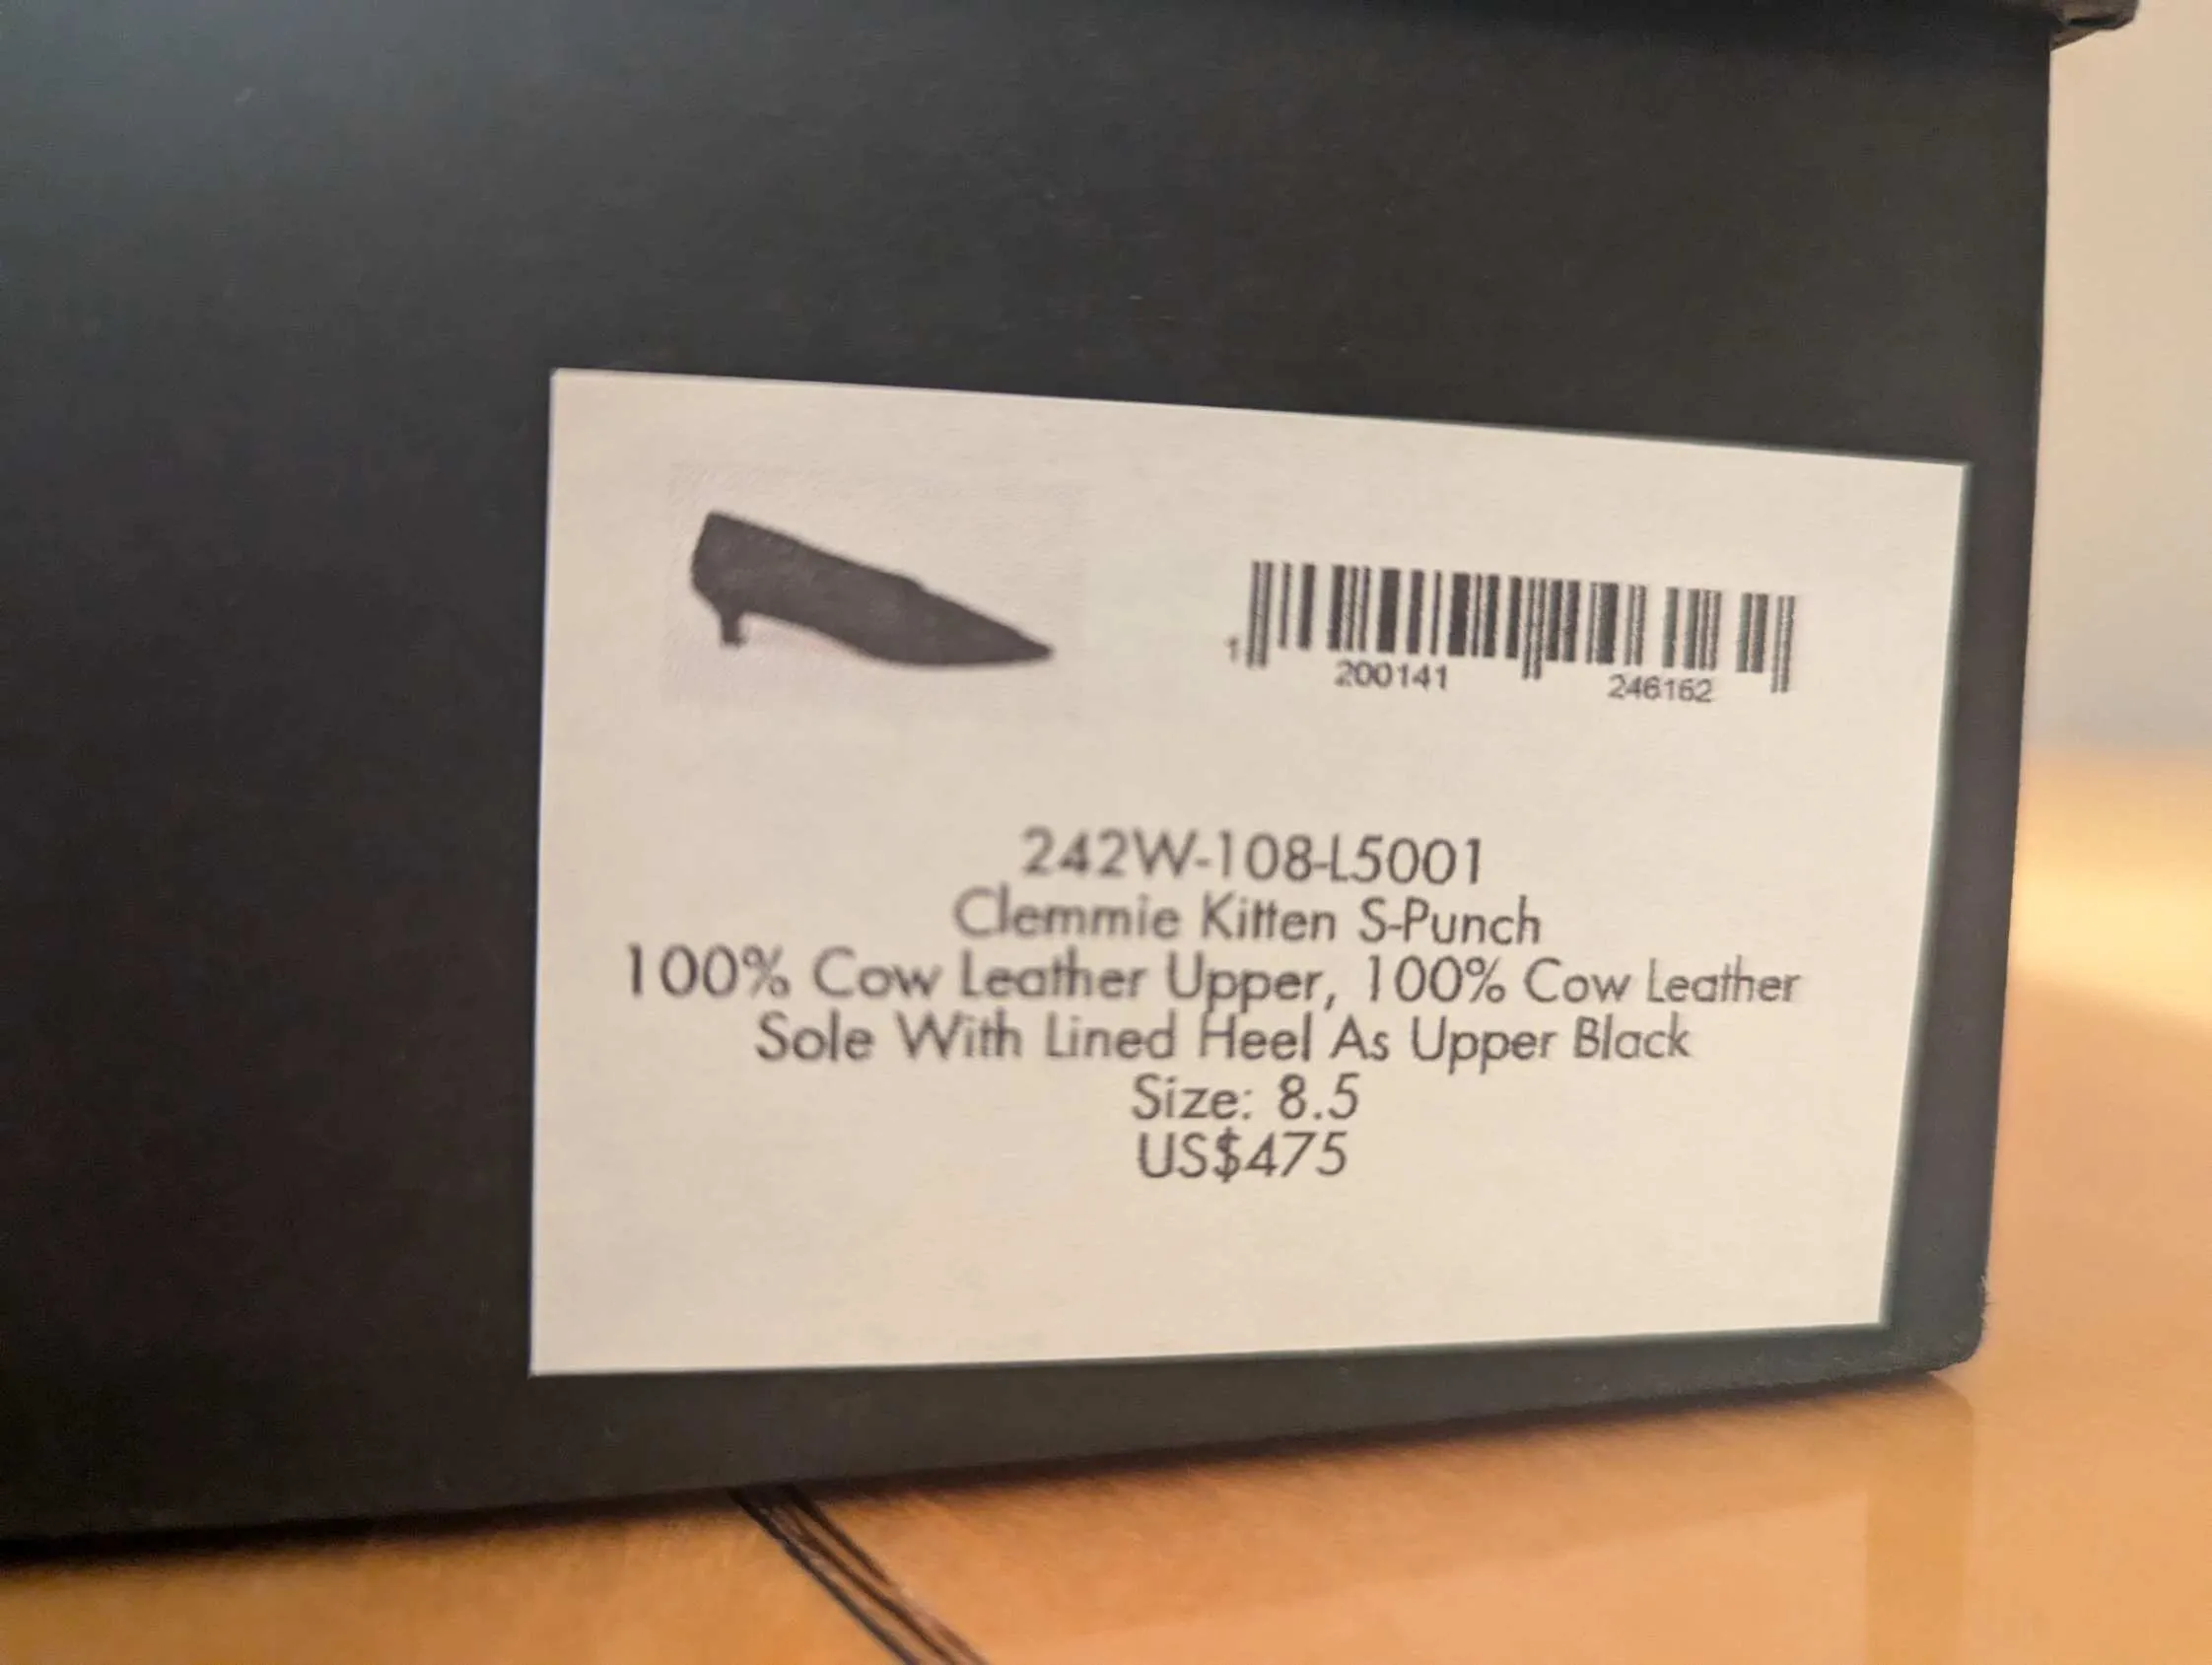 1 200141 246162
242W-108-L5001
Clemmie Kitten S-Punch
100% Cow Leather Upper, 100% Cow Leather
Sole With Lined Heel As Upper Black
Size: 8.5
US$475